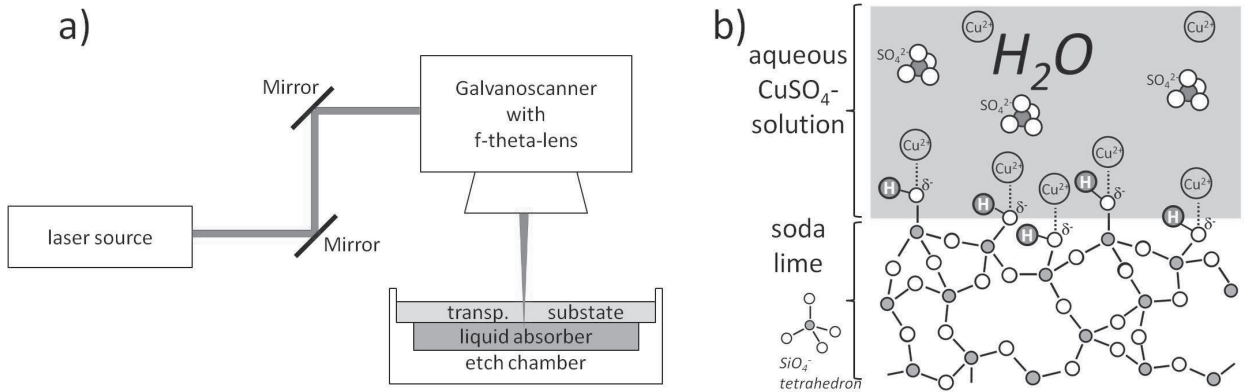 a)
Mirror
Galvanoscanner
with
f-theta-lens
laser source
Mirror
transp. substate
liquid absorber
etch chamber
b)
aqueous
CuSO₄-
solution
H₂O
Cu²⁺
Cu²⁺
SO₄²⁻
SO₄²⁻
SO₄²⁻
Cu²⁺
Cu²⁺
Cu²⁺
Cu²⁺
Cu²⁺
H
δ⁻
H
δ⁻
H
δ⁻
H
δ⁻
H
δ⁻
soda
lime
SiO₄⁻
tetrahedron